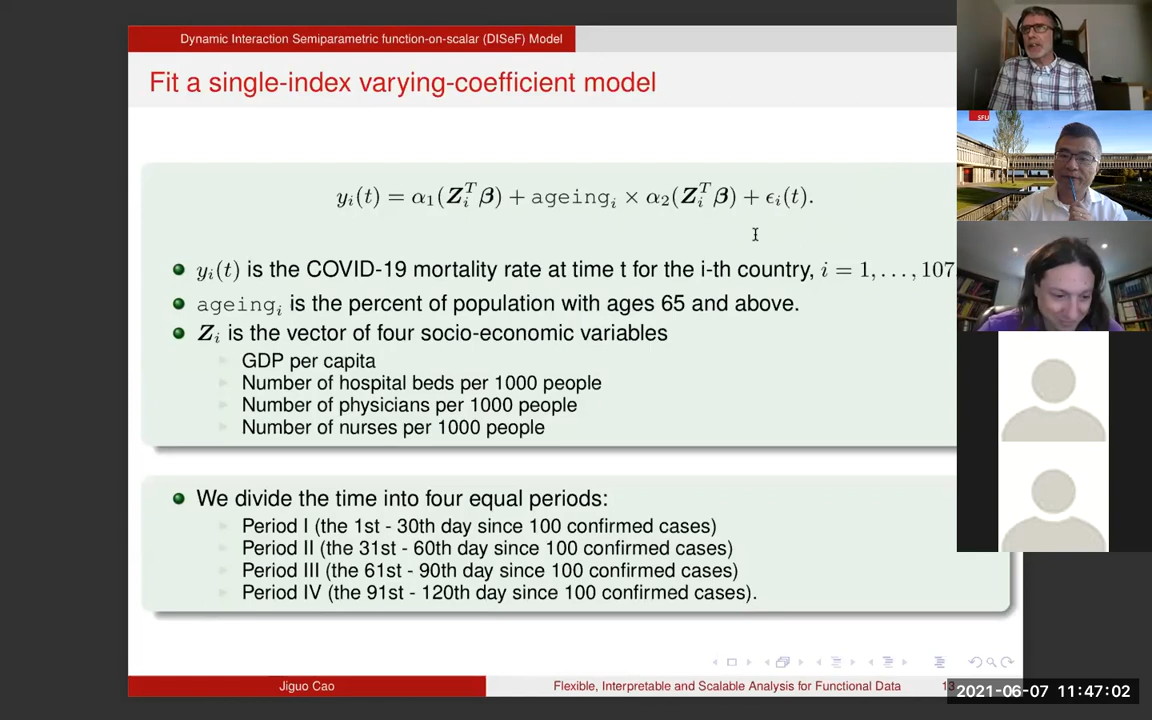 Dynamic Interaction Semiparametric function-on-scalar (DISeF) Model
Fit a single-index varying-coefficient model
yᵢ(t) = α₁(Zᵢᵀβ) + ageingᵢ × α₂(Zᵢᵀβ) + ϵᵢ(t).
yᵢ(t) is the COVID-19 mortality rate at time t for the i-th country, i = 1, . . . , 107
ageingᵢ is the percent of population with ages 65 and above.
Zᵢ is the vector of four socio-economic variables
GDP per capita
Number of hospital beds per 1000 people
Number of physicians per 1000 people
Number of nurses per 1000 people
We divide the time into four equal periods:
Period I (the 1st - 30th day since 100 confirmed cases)
Period II (the 31st - 60th day since 100 confirmed cases)
Period III (the 61st - 90th day since 100 confirmed cases)
Period IV (the 91st - 120th day since 100 confirmed cases).
Jiguo Cao
Flexible, Interpretable and Scalable Analysis for Functional Data
SFU
2021-06-07 11:47:02